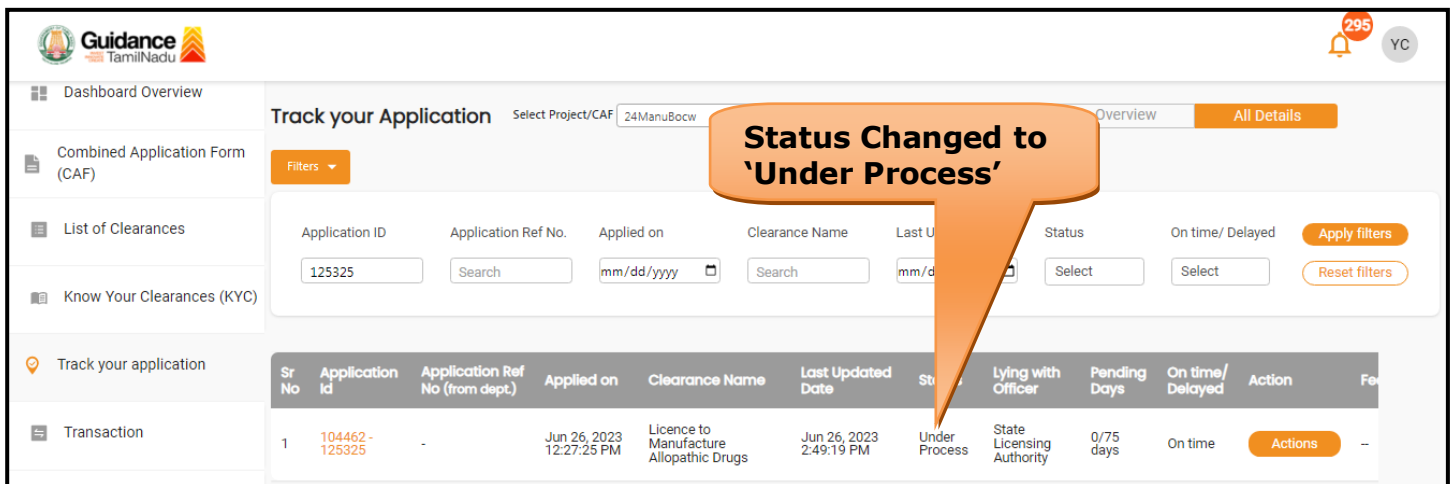 Guidance
TamilNadu
295
YC
Dashboard Overview
Combined Application Form
(CAF)
List of Clearances
Know Your Clearances (KYC)
Track your application
Transaction
Track your Application
Select Project/CAF
24ManuBocw
Overview
All Details
Status Changed to
‘Under Process’
Filters
Application ID
Application Ref No.
Applied on
Clearance Name
Last U
Status
On time/ Delayed
Apply filters
125325
Search
mm/dd/yyyy
Search
mm/d
Select
Select
Reset filters
Sr
No
Application
Id
Application Ref
No (from dept.)
Applied on
Clearance Name
Last Updated
Date
Lying with
Officer
Pending
Days
On time/
Delayed
Action
Fee
1
104462 -
125325
-
Jun 26, 2023
12:27:25 PM
Licence to
Manufacture
Allopathic Drugs
Jun 26, 2023
2:49:19 PM
Under
Process
State
Licensing
Authority
0/75
days
On time
Actions
--